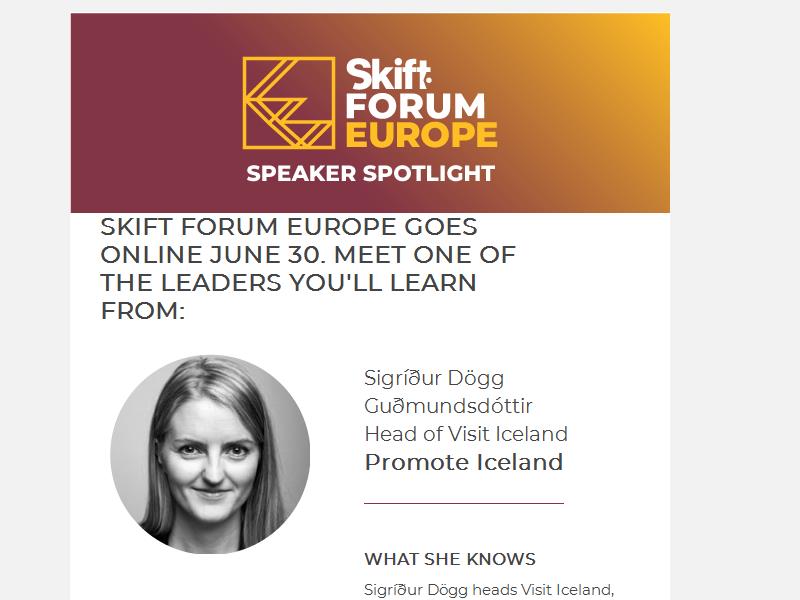 Skift:
FORUM
EUROPE
SPEAKER SPOTLIGHT
SKIFT FORUM EUROPE GOES
ONLINE JUNE 30. MEET ONE OF
THE LEADERS YOU'LL LEARN
FROM:
Sigríður Dögg
Guðmundsdóttir
Head of Visit Iceland
Promote Iceland
WHAT SHE KNOWS
Sigríður Dögg heads Visit Iceland,